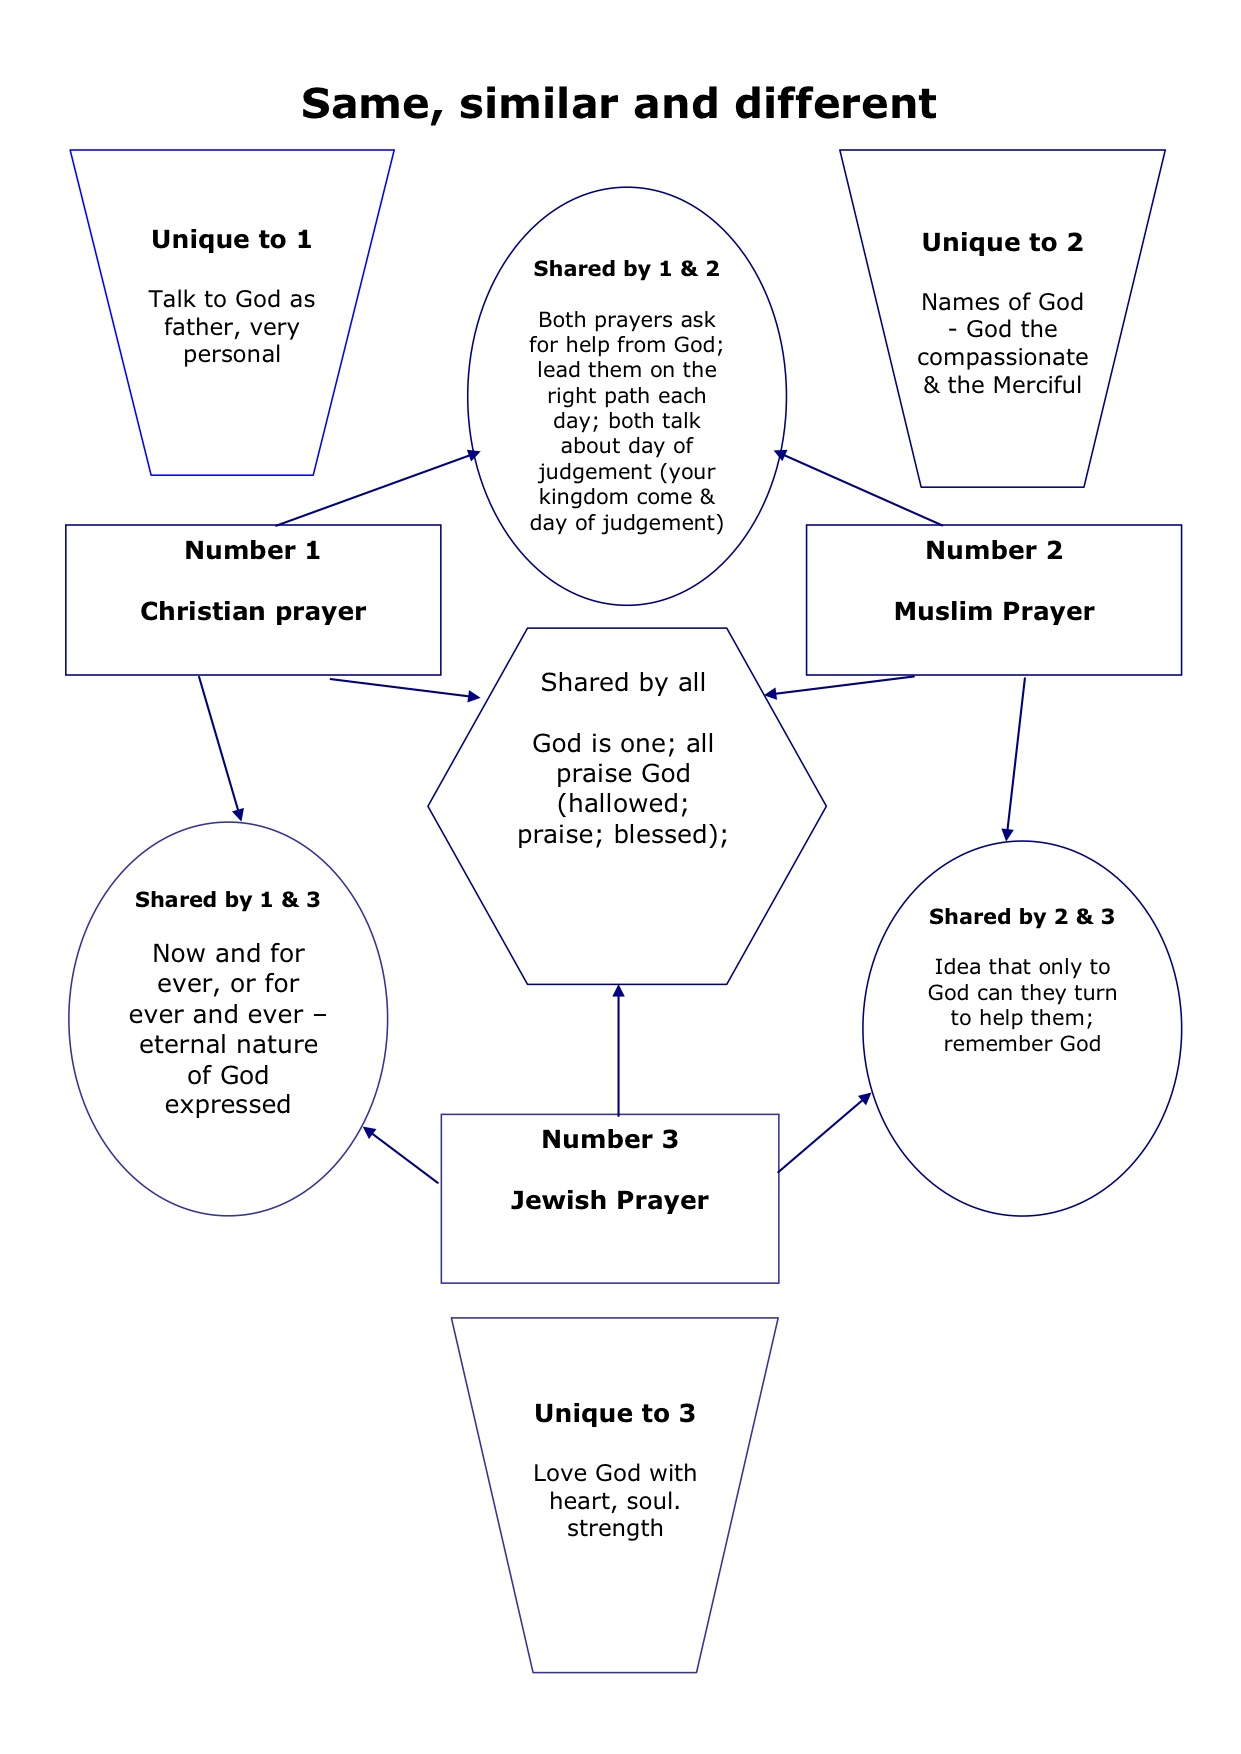 Same, similar and different
Unique to 1
Talk to God as
father, very
personal
Shared by 1 & 2
Both prayers ask
for help from God;
lead them on the
right path each
day; both talk
about day of
judgement (your
kingdom come &
day of judgement)
Unique to 2
Names of God
- God the
compassionate
& the Merciful
Number 1
Christian prayer
Number 2
Muslim Prayer
Shared by all
God is one; all
praise God
(hallowed;
praise; blessed);
Shared by 1 & 3
Now and for
ever, or for
ever and ever –
eternal nature
of God
expressed
Shared by 2 & 3
Idea that only to
God can they turn
to help them;
remember God
Number 3
Jewish Prayer
Unique to 3
Love God with
heart, soul.
strength